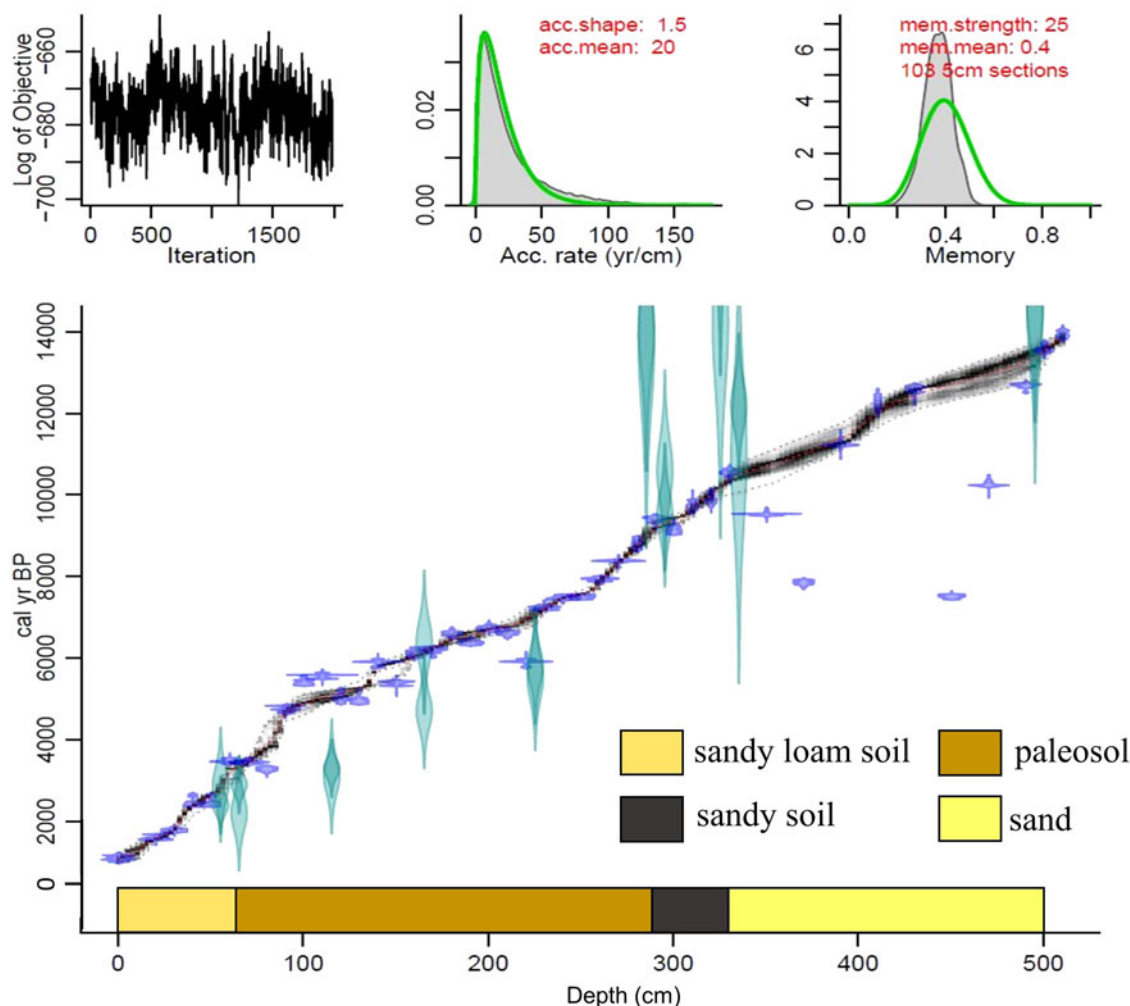 -660
-680
-700
Log of Objective
0
500
1500
Iteration
acc.shape: 1.5
acc.mean: 20
0.02
0.00
0
50
100
150
Acc. rate (yr/cm)
mem.strength: 25
mem.mean: 0.4
103 5cm sections
6
4
2
0
0.0
0.4
0.8
Memory
14000
12000
10000
8000
6000
4000
2000
0
cal yr BP
sandy loam soil
paleosol
sandy soil
sand
0
100
200
300
400
500
Depth (cm)